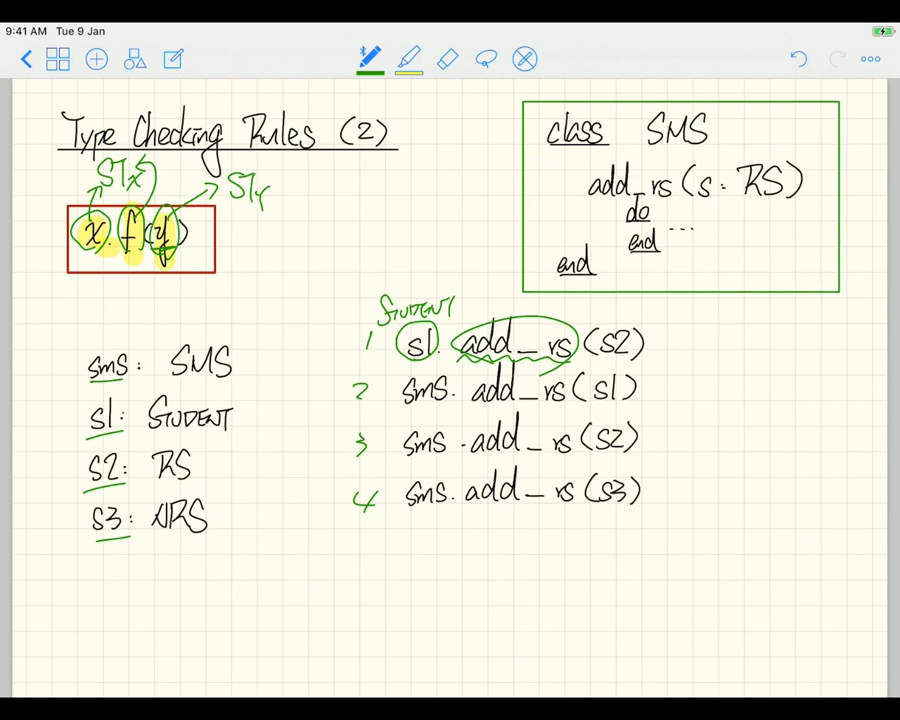 9:41 AM Tue 9 Jan
Type Checking Rules (2)
STx
STy
x. f (y)
class SMS
add_rs (s: RS)
do
...
end
end
sms: SMS
s1: STUDENT
s2: RS
s3: NRS
STUDENT
1 s1. add_rs (s2)
2 sms. add_rs (s1)
3 sms. add_rs (s2)
4 sms. add_rs (s3)